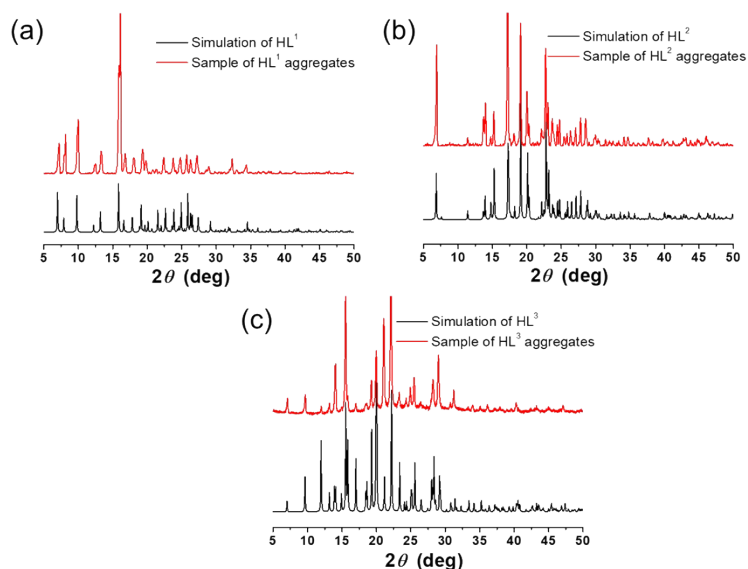 (a)
Simulation of HL¹
Sample of HL¹ aggregates
5 10 15 20 25 30 35 40 45 50
2θ (deg)
(b)
Simulation of HL²
Sample of HL² aggregates
5 10 15 20 25 30 35 40 45 50
2θ (deg)
(c)
Simulation of HL³
Sample of HL³ aggregates
5 10 15 20 25 30 35 40 45 50
2θ (deg)